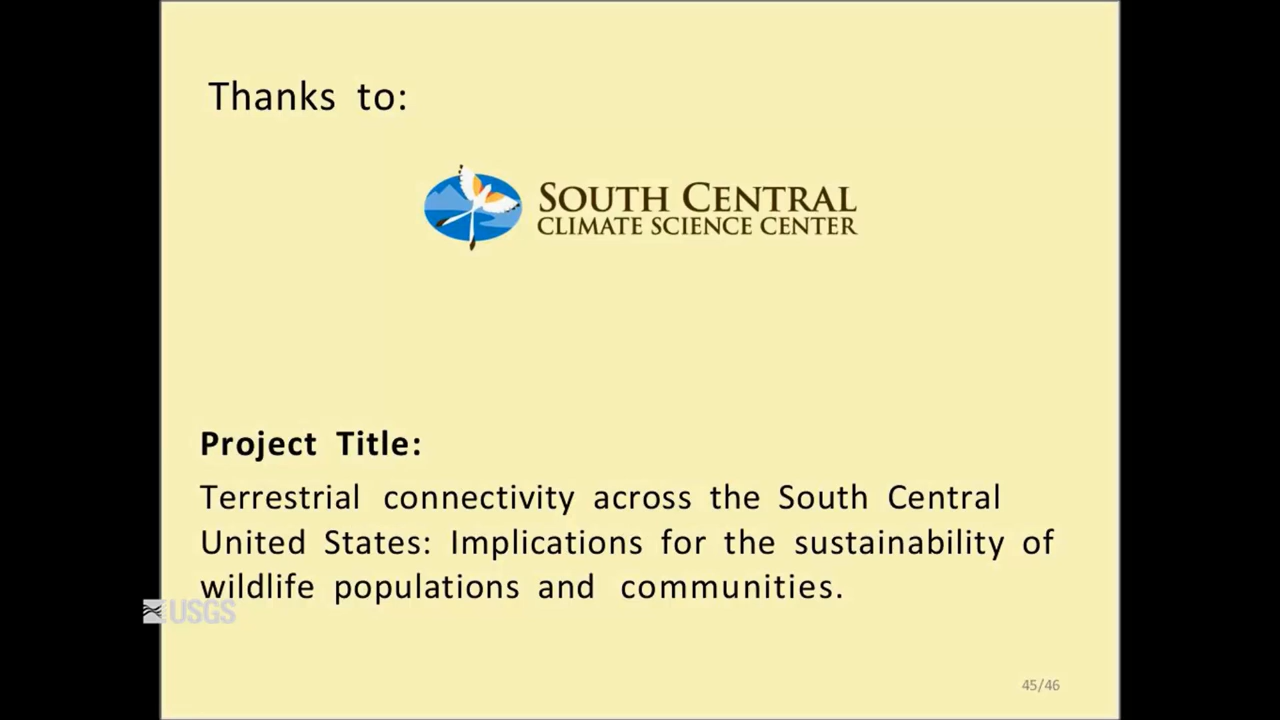 Thanks to:
SOUTH CENTRAL
CLIMATE SCIENCE CENTER
Project Title:
Terrestrial connectivity across the South Central
United States: Implications for the sustainability of
wildlife populations and communities.
USGS
45/46